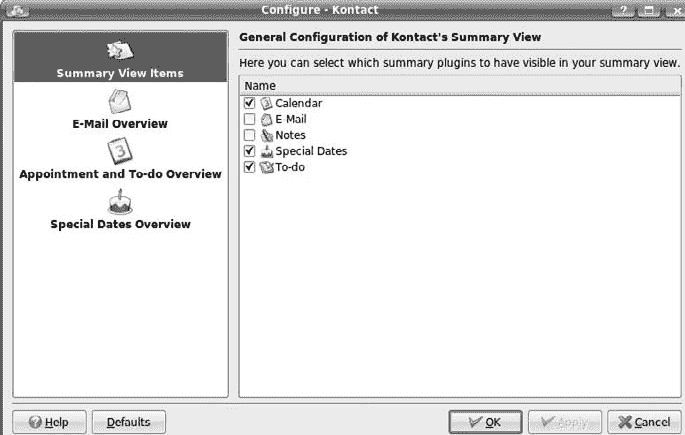 Configure - Kontact
Summary View Items
E-Mail Overview
3
Appointment and To-do Overview
Special Dates Overview
General Configuration of Kontact's Summary View
Here you can select which summary plugins to have visible in your summary view.
Name
Calendar
E Mail
Notes
Special Dates
To-do
Help
Defaults
OK
Apply
Cancel